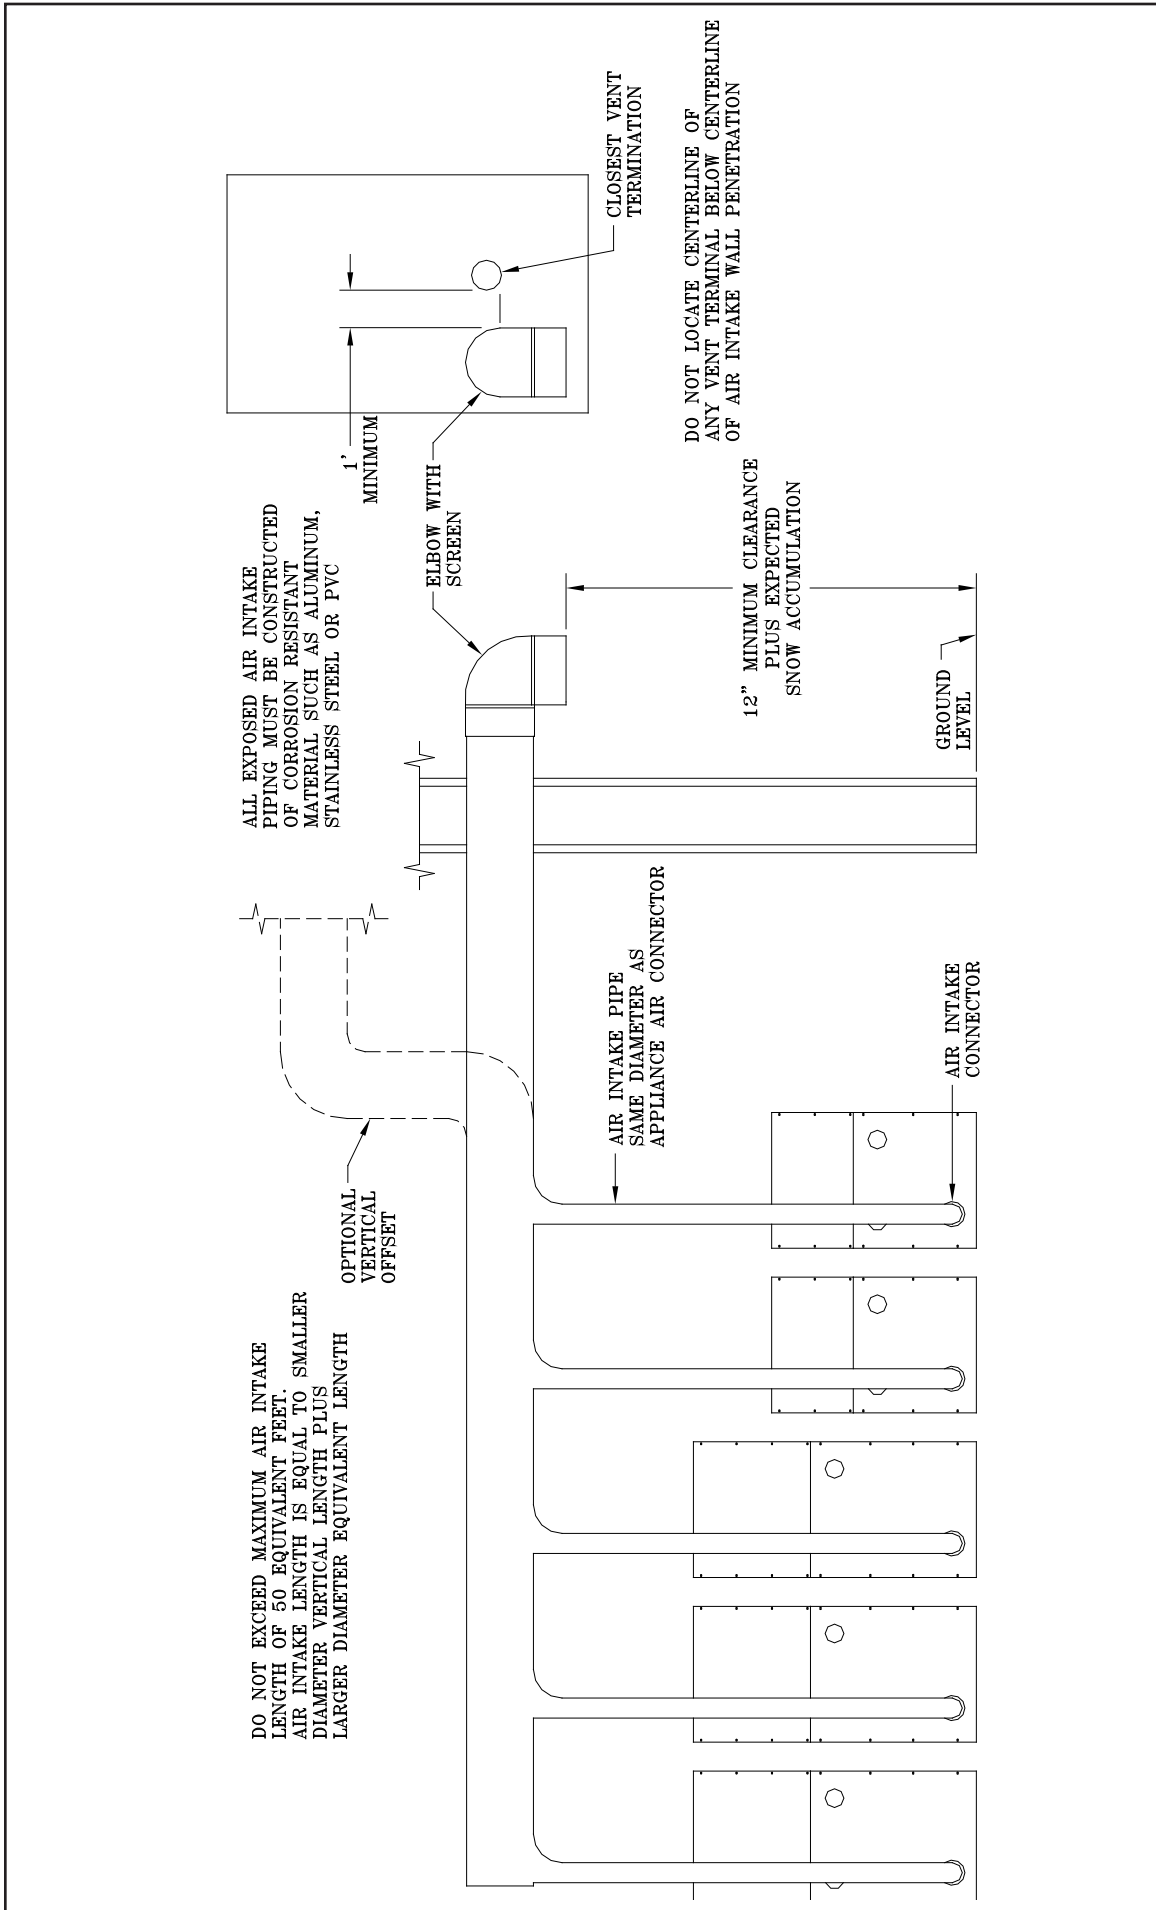 DO NOT EXCEED MAXIMUM AIR INTAKE
LENGTH OF 50 EQUIVALENT FEET.
AIR INTAKE LENGTH IS EQUAL TO SMALLER
DIAMETER VERTICAL LENGTH PLUS
LARGER DIAMETER EQUIVALENT LENGTH
OPTIONAL
VERTICAL
OFFSET
ALL EXPOSED AIR INTAKE
PIPING MUST BE CONSTRUCTED
OF CORROSION RESISTANT
MATERIAL SUCH AS ALUMINUM,
STAINLESS STEEL OR PVC
1'
MINIMUM
ELBOW WITH
SCREEN
CLOSEST VENT
TERMINATION
DO NOT LOCATE CENTERLINE OF
ANY VENT TERMINAL BELOW CENTERLINE
OF AIR INTAKE WALL PENETRATION
12” MINIMUM CLEARANCE
PLUS EXPECTED
SNOW ACCUMULATION
AIR INTAKE PIPE
SAME DIAMETER AS
APPLIANCE AIR CONNECTOR
AIR INTAKE
CONNECTOR
GROUND
LEVEL